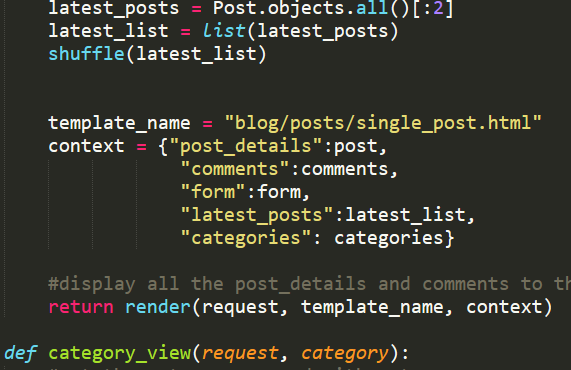 latest_posts = Post.objects.all()[:2]
latest_list = list(latest_posts)
shuffle(latest_list)
template_name = "blog/posts/single_post.html"
context = {"post_details":post,
"comments":comments,
"form":form,
"latest_posts":latest_list,
"categories": categories}
#display all the post_details and comments to
return render(request, template_name, context)
def category_view(request, category):